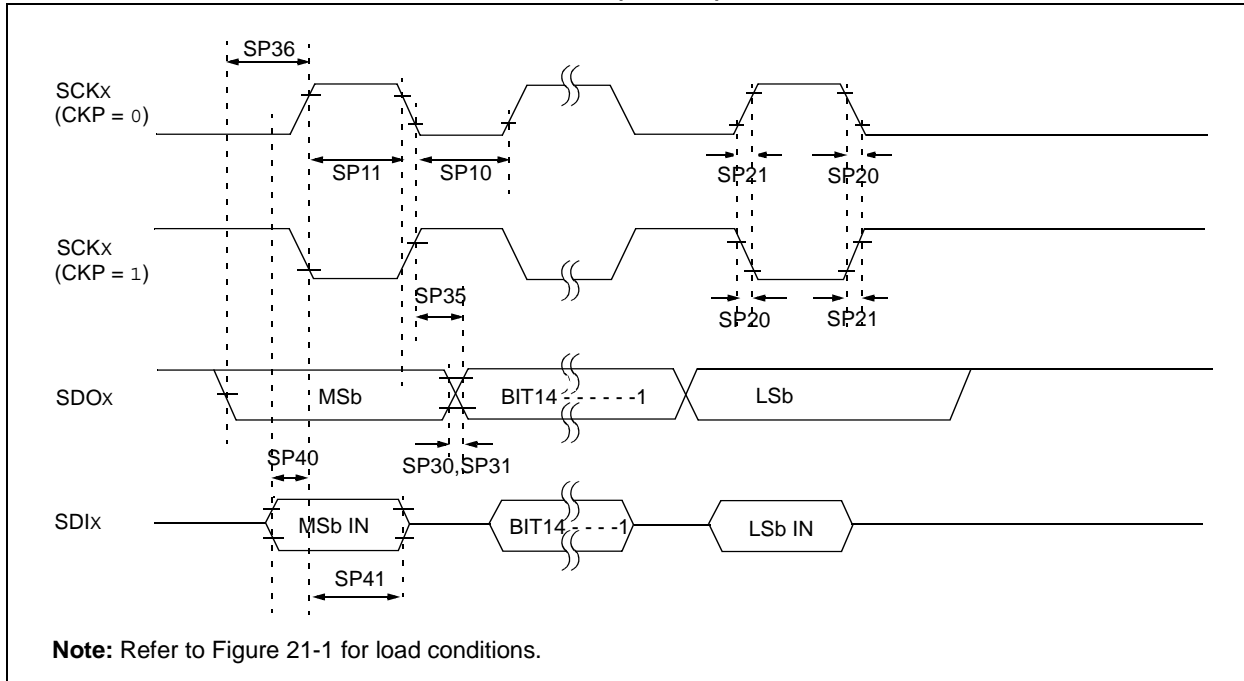 SP36
SCKx
(CKP = 0)
SP11
SP10
SP21
SP20
SCKx
(CKP = 1)
SP35
SP20
SP21
SDOx
MSb
BIT14 - - - - - -1
LSb
SP40
SP30,SP31
SDIx
MSb IN
BIT14 - - - - -1
LSb IN
SP41
Note: Refer to Figure 21-1 for load conditions.